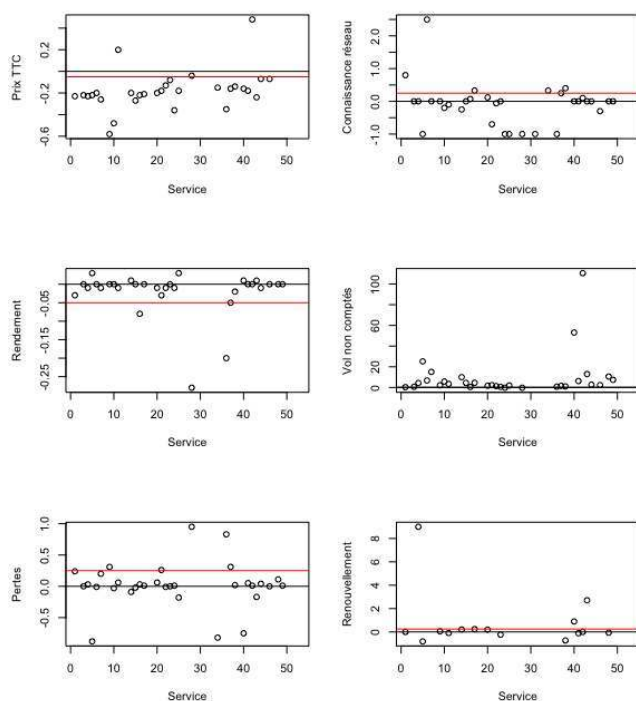 Prix TTC
-0.6
-0.2
0.2
0 10 20 30 40 50
Service
Connaissance réseau
-1.0
0.0
1.0
2.0
0 10 20 30 40 50
Service
Rendement
-0.25
-0.15
-0.05
0 10 20 30 40 50
Service
Vol non comptés
0 20
60
100
0 10 20 30 40 50
Service
Pertes
-0.5
0.0
0.5
1.0
0 10 20 30 40 50
Service
Renouvellement
0
2
4
6
8
0 10 20 30 40 50
Service